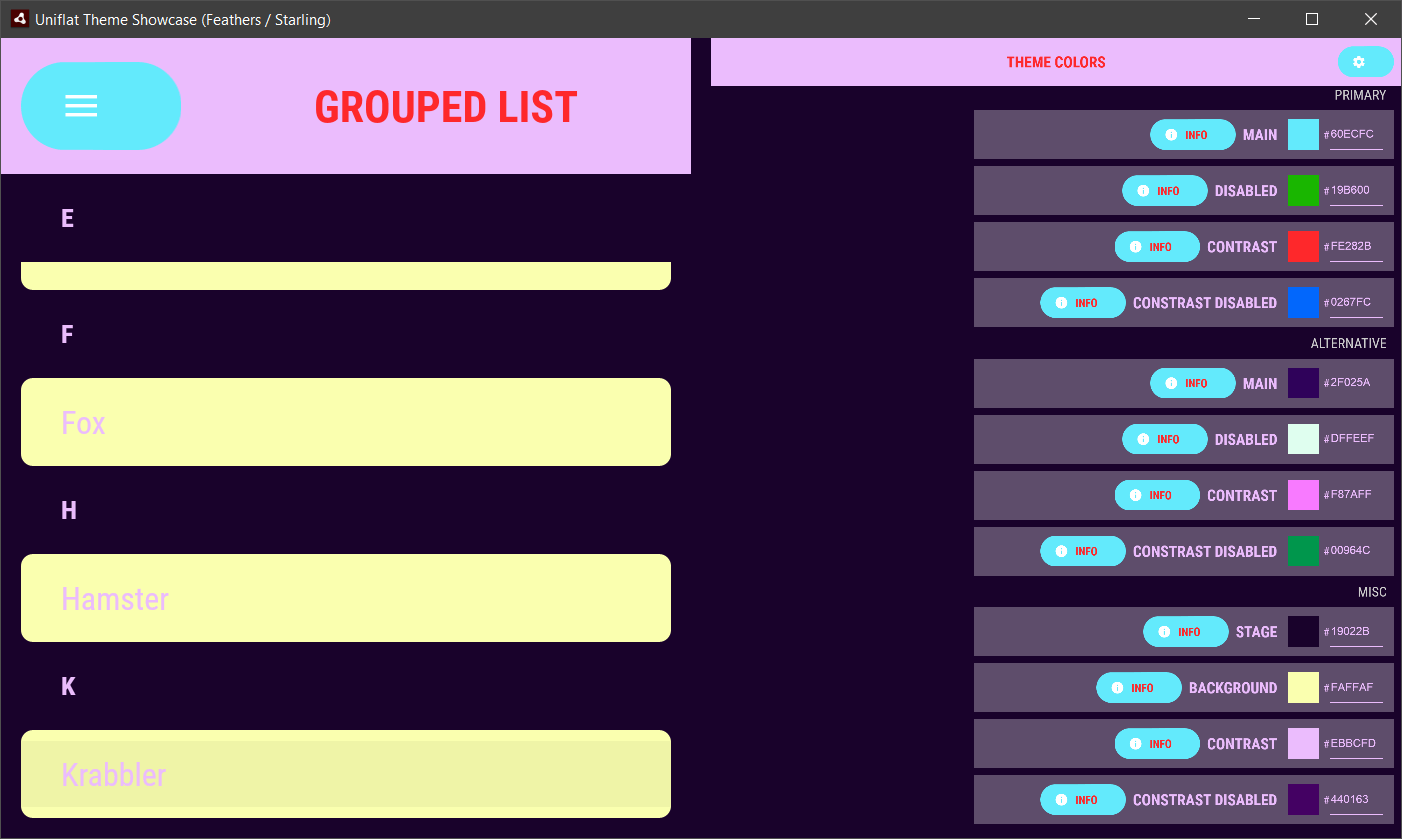 Uniflat Theme Showcase (Feathers / Starling)
GROUPED LIST
E
F
Fox
H
Hamster
K
Krabbler
THEME COLORS
PRIMARY
INFO MAIN #60ECFC
INFO DISABLED #19B600
INFO CONTRAST #FE282B
INFO CONSTRAST DISABLED #0267FC
ALTERNATIVE
INFO MAIN #2F025A
INFO DISABLED #DFFEEF
INFO CONTRAST #F87AFF
INFO CONSTRAST DISABLED #00964C
MISC
INFO STAGE #19022B
INFO BACKGROUND #FAFFAF
INFO CONTRAST #EBBCFD
INFO CONSTRAST DISABLED #440163